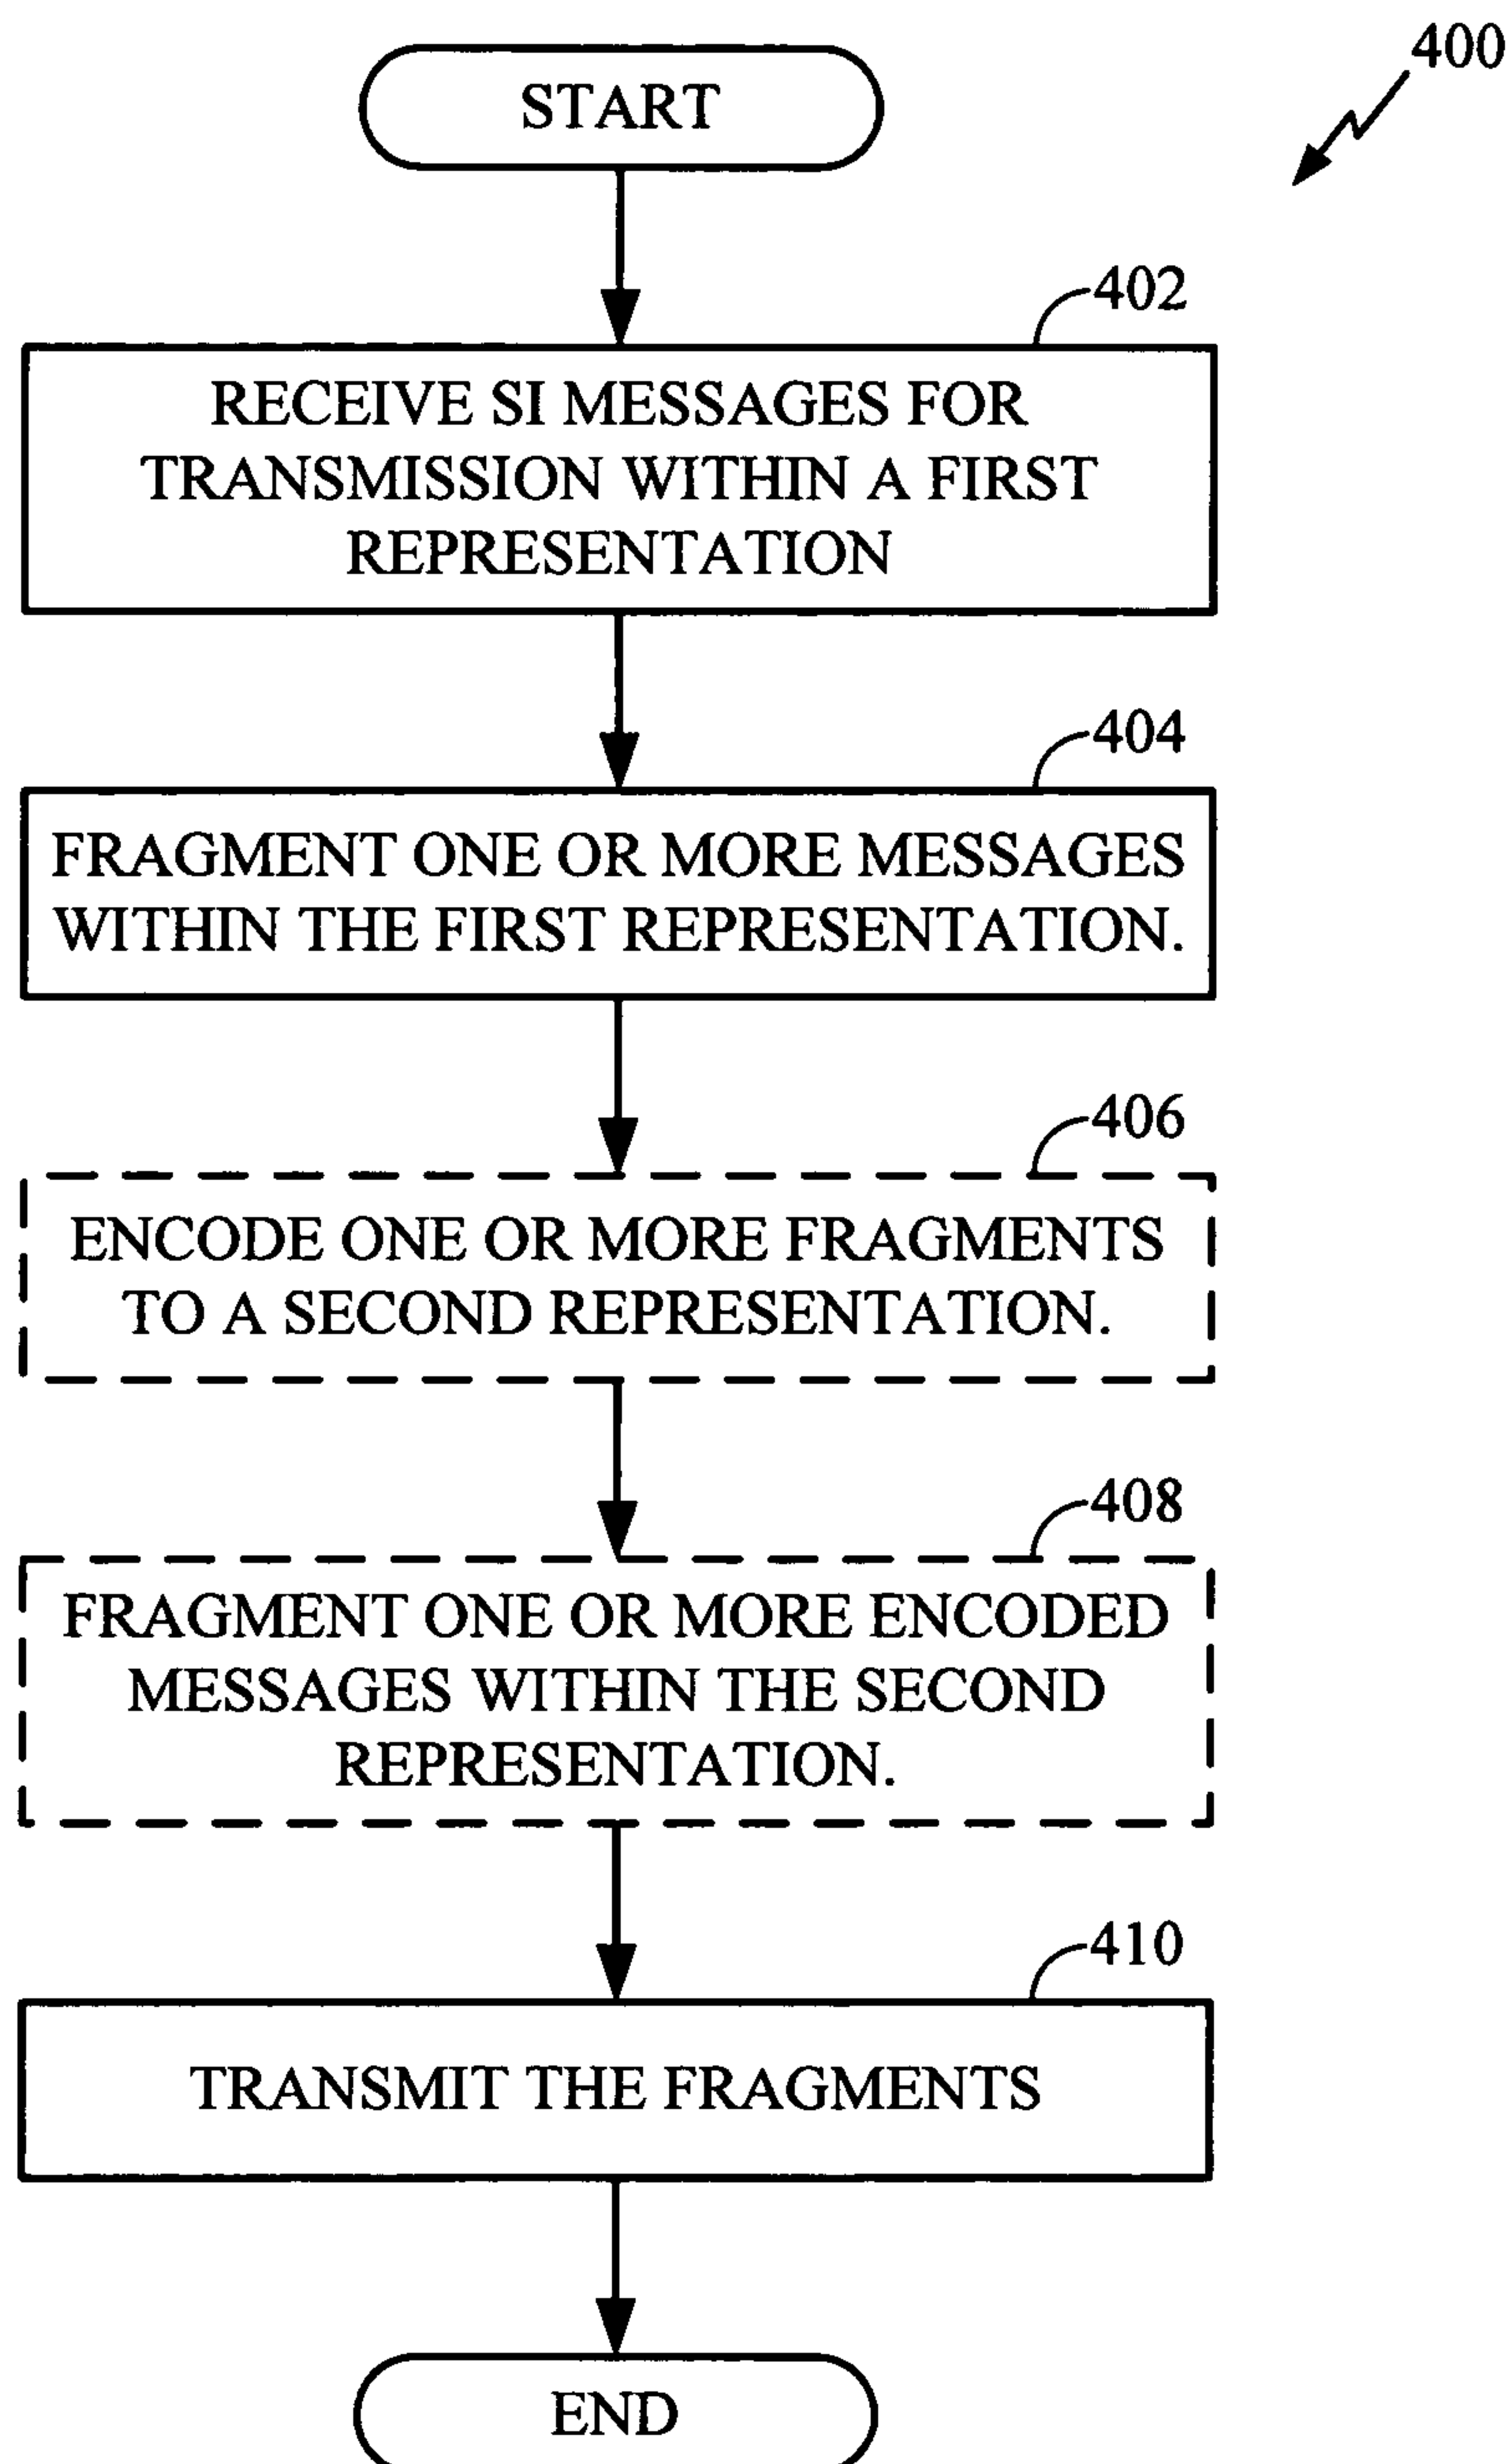 400
START
402
RECEIVE SI MESSAGES FOR
TRANSMISSION WITHIN A FIRST
REPRESENTATION
404
FRAGMENT ONE OR MORE MESSAGES
WITHIN THE FIRST REPRESENTATION.
406
ENCODE ONE OR MORE FRAGMENTS
TO A SECOND REPRESENTATION.
408
FRAGMENT ONE OR MORE ENCODED
MESSAGES WITHIN THE SECOND
REPRESENTATION.
410
TRANSMIT THE FRAGMENTS
END